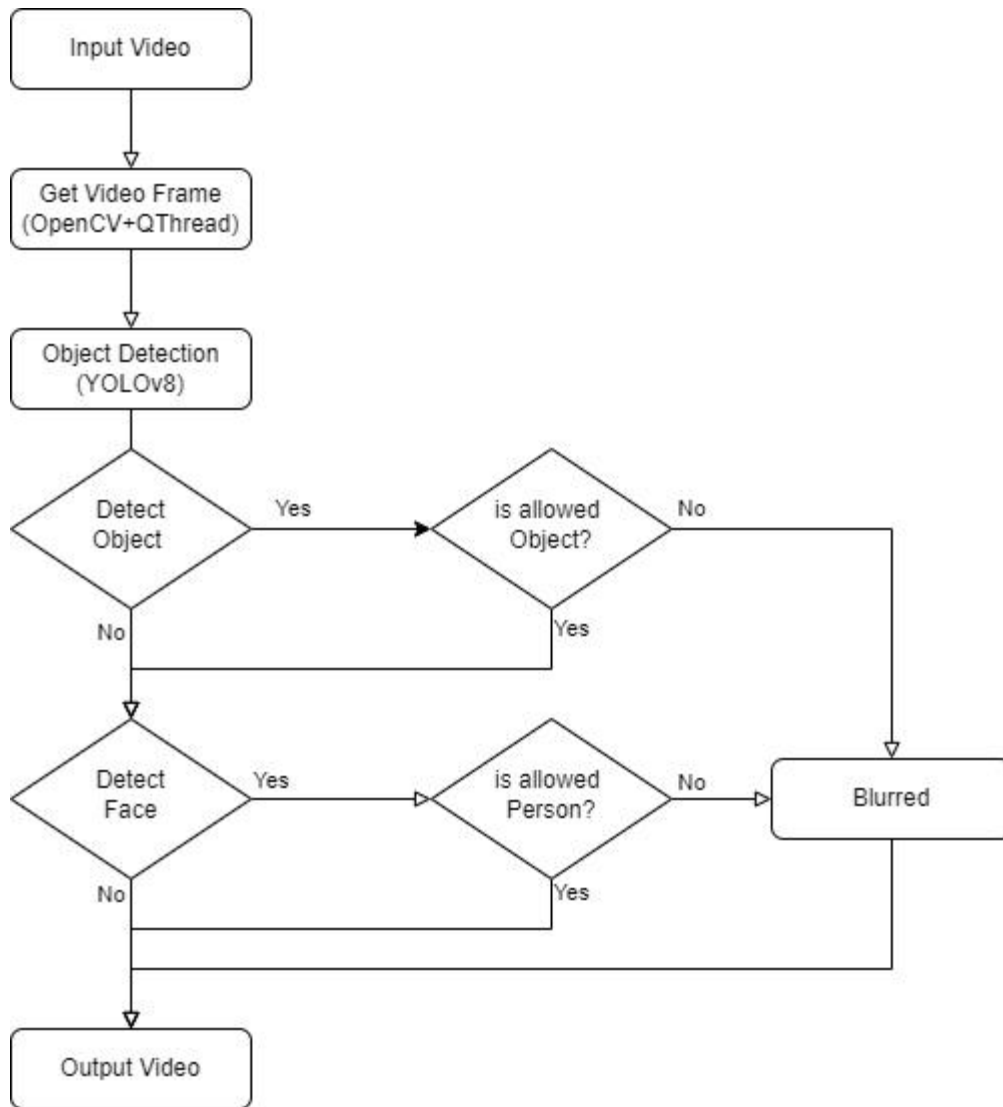 Input Video
Get Video Frame
(OpenCV+QThread)
Object Detection
(YOLOv8)
Detect
Object
Yes
is allowed
Object?
No
No
Yes
Detect
Face
Yes
is allowed
Person?
No
Blurred
No
Yes
Output Video